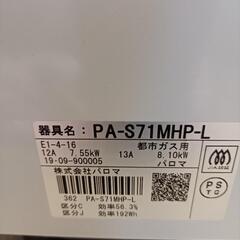 器具名: PA-S71MHP-L
E1-4-16 都市ガス用
12A 7.55kW 13A 8.10kW
19·09-900005 パロマ
株式会社パロマ
362 PA-S71MHP-L
区分C 効率56.3%
区分J 効率192Wh
PS
TG